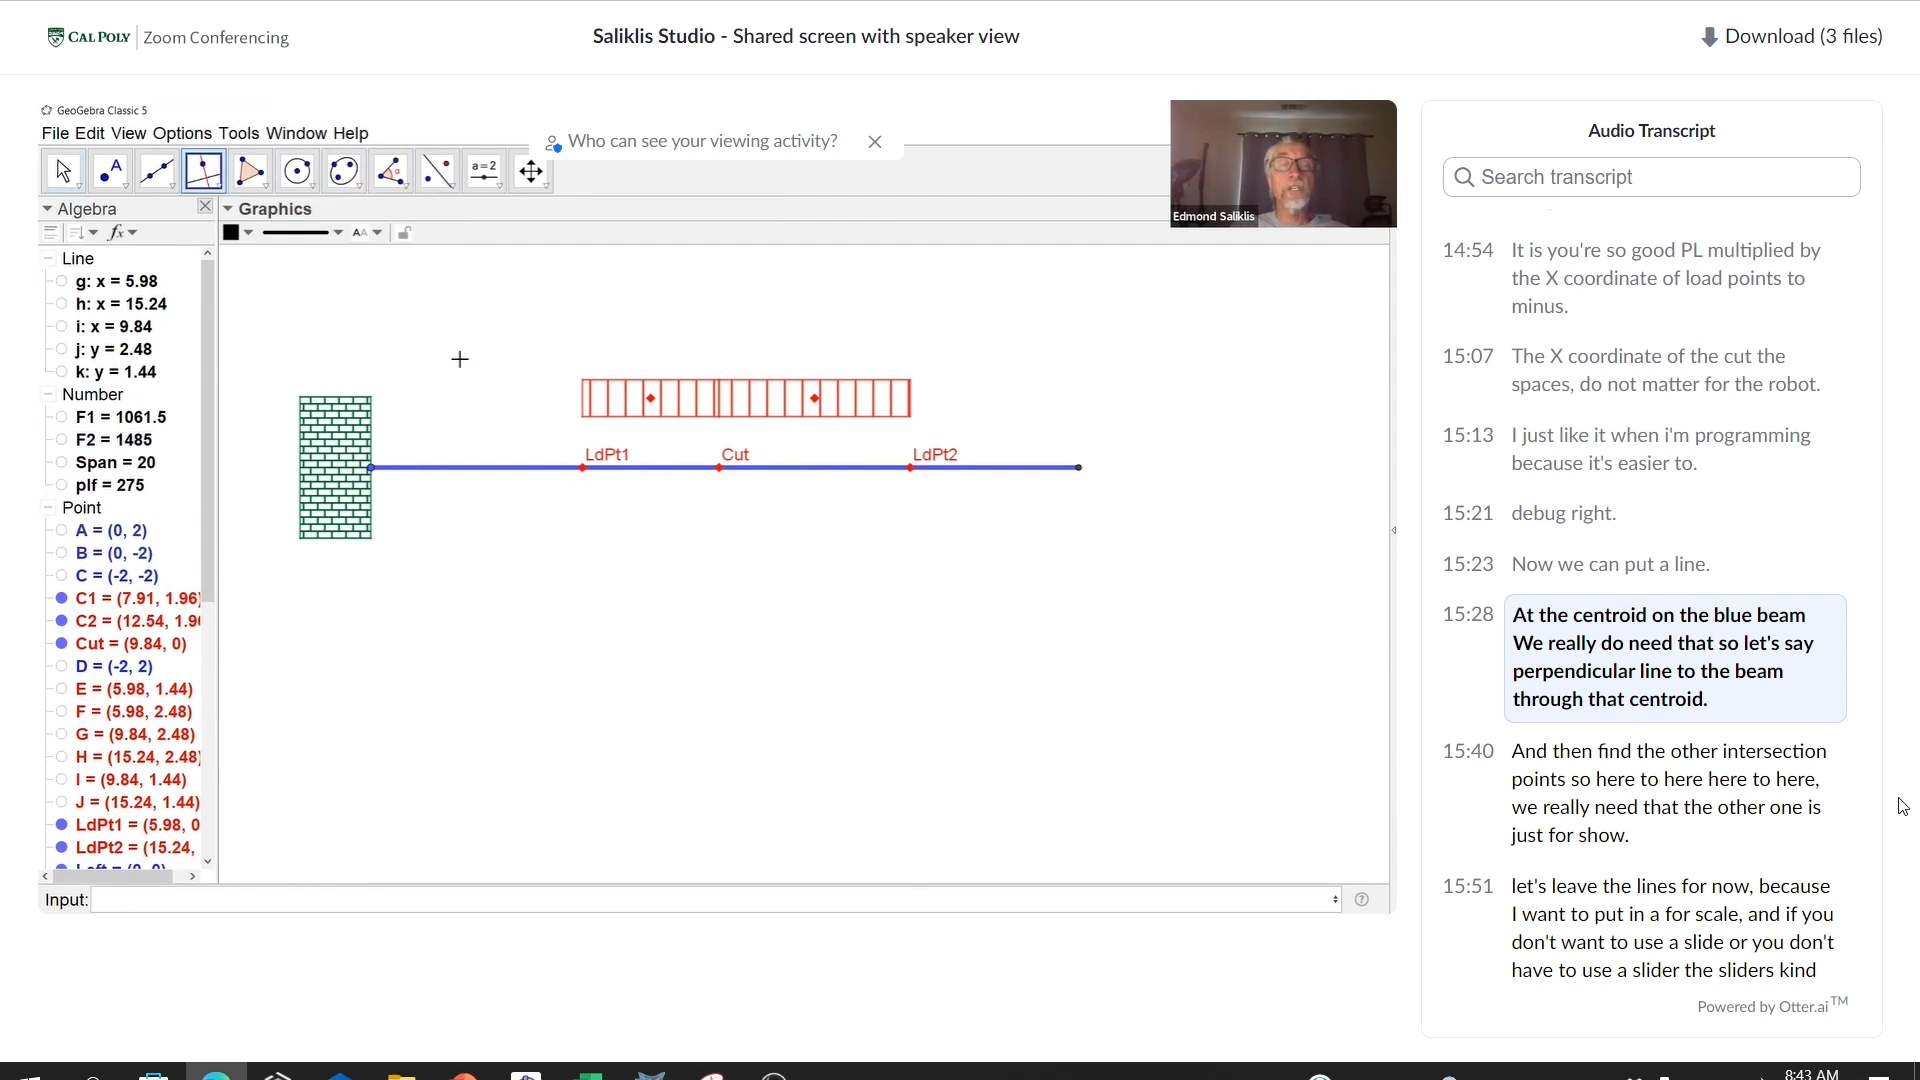 CAL POLY Zoom Conferencing
Saliklis Studio - Shared screen with speaker view
Download (3 files)
GeoGebra Classic 5
File Edit View Options Tools Window Help
Who can see your viewing activity?
A
α
a=2
Algebra
Graphics
fx
AA
Edmond Saliklis
Line
g: x = 5.98
h: x = 15.24
i: x = 9.84
j: y = 2.48
k: y = 1.44
Number
F1 = 1061.5
F2 = 1485
Span = 20
plf = 275
Point
A = (0, 2)
B = (0, -2)
C = (-2, -2)
C1 = (7.91, 1.96)
C2 = (12.54, 1.9
Cut = (9.84, 0)
D = (-2, 2)
E = (5.98, 1.44)
F = (5.98, 2.48)
G = (9.84, 2.48)
H = (15.24, 2.48)
I = (9.84, 1.44)
J = (15.24, 1.44)
LdPt1 = (5.98, 0
LdPt2 = (15.24,
LdPt1
Cut
LdPt2
Input:
Audio Transcript
Search transcript
14:54 It is you're so good PL multiplied by
the X coordinate of load points to
minus.
15:07 The X coordinate of the cut the
spaces, do not matter for the robot.
15:13 I just like it when i'm programming
because it's easier to.
15:21 debug right.
15:23 Now we can put a line.
15:28 At the centroid on the blue beam
We really do need that so let's say
perpendicular line to the beam
through that centroid.
15:40 And then find the other intersection
points so here to here here to here,
we really need that the other one is
just for show.
15:51 let's leave the lines for now, because
I want to put in a for scale, and if you
don't want to use a slide or you don't
have to use a slider the sliders kind
Powered by Otter.ai TM
8:43 AM